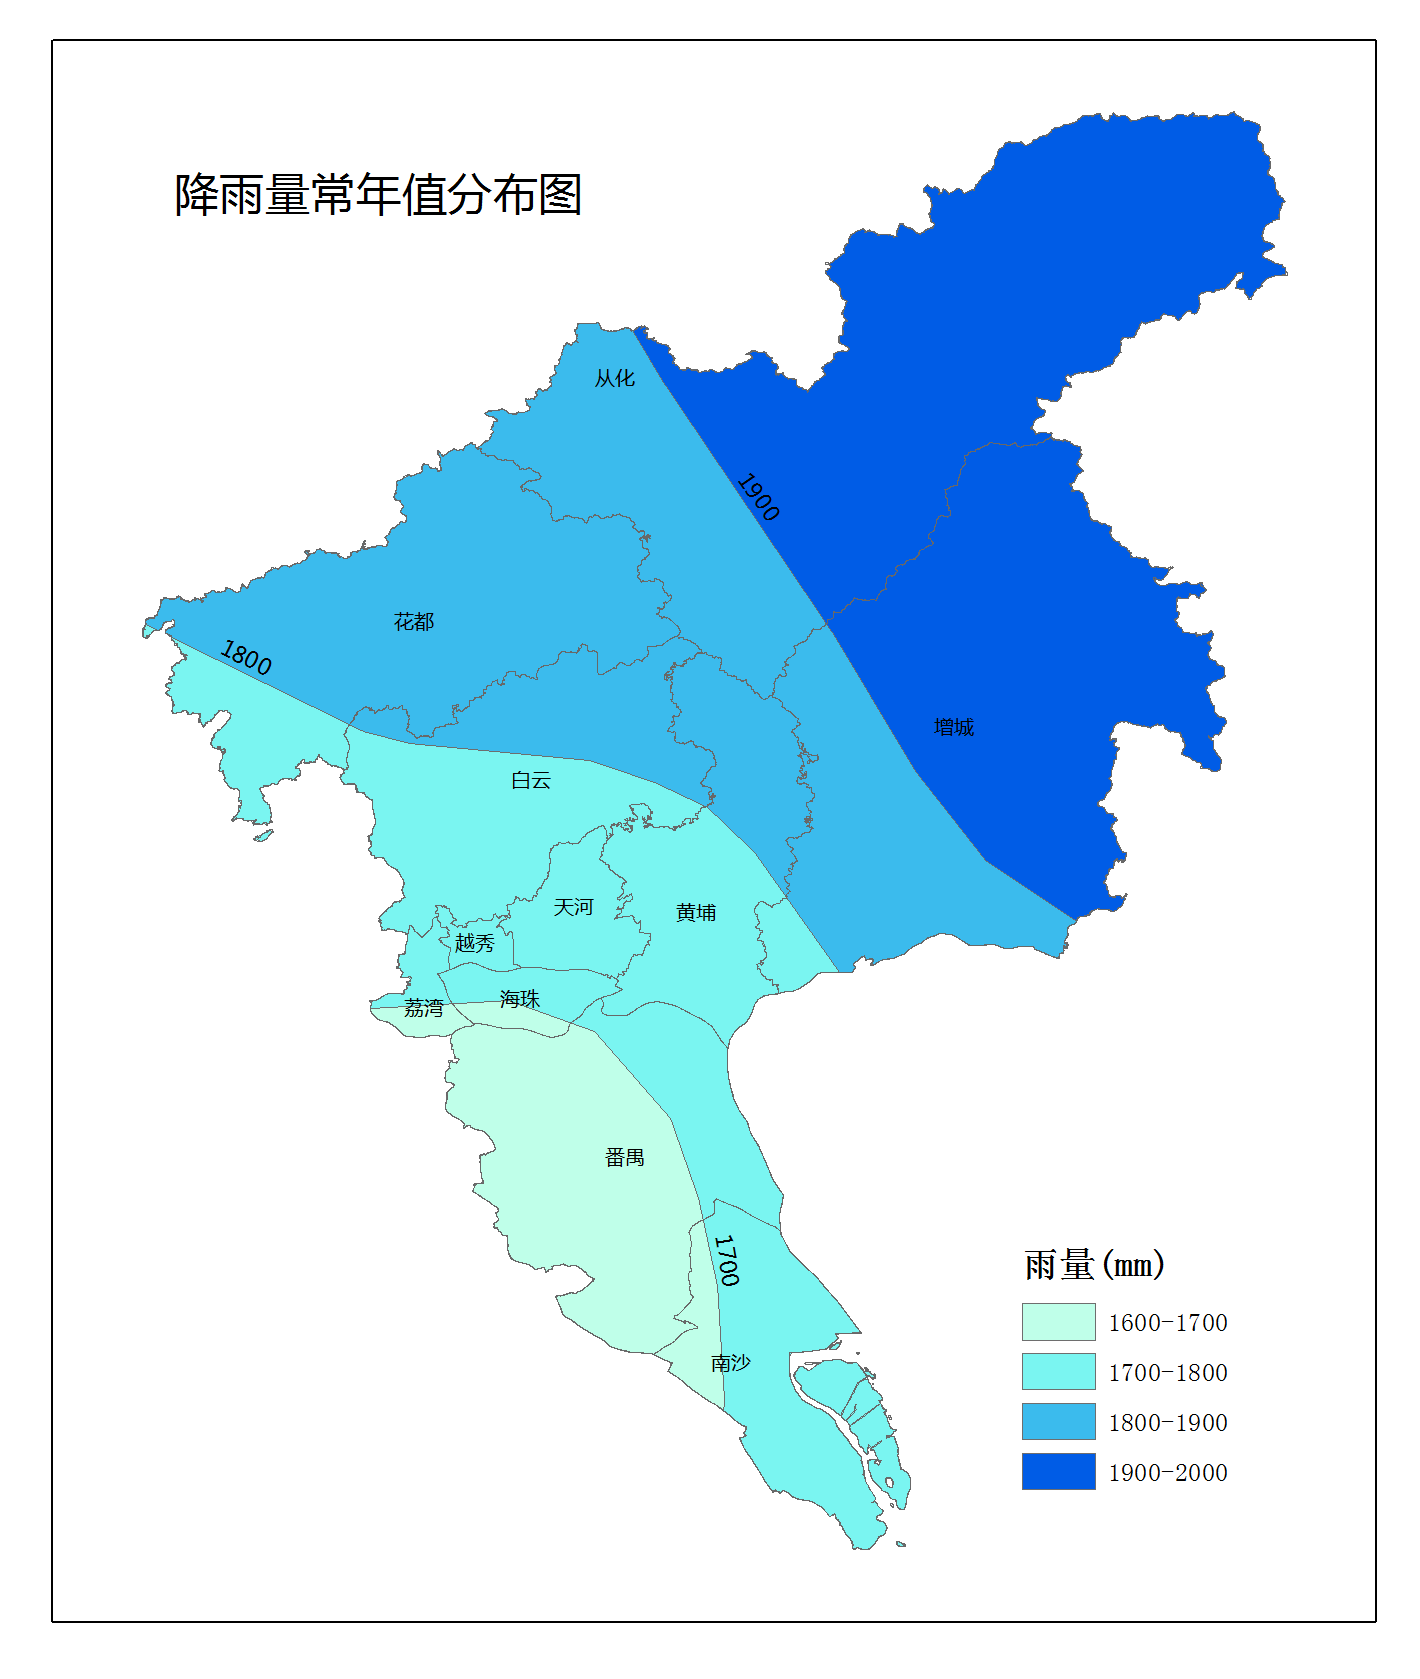 降雨量常年值分布图
从化
1900
花都
1800
增城
白云
天河
黄埔
越秀
海珠
荔湾
番禺
1700
南沙
雨量(mm)
1600-1700
1700-1800
1800-1900
1900-2000